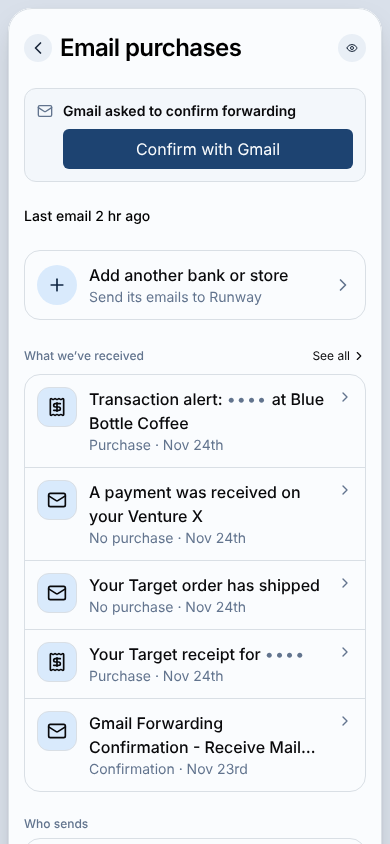 Email purchases
Gmail asked to confirm forwarding
Confirm with Gmail
Last email 2 hr ago
Add another bank or store
Send its emails to Runway
What we've received
See all
Transaction alert: •••• at Blue
Bottle Coffee
Purchase · Nov 24th
A payment was received on
your Venture X
No purchase · Nov 24th
Your Target order has shipped
No purchase · Nov 24th
Your Target receipt for ••••
Purchase · Nov 24th
Gmail Forwarding
Confirmation - Receive Mail...
Confirmation · Nov 23rd
Who sends